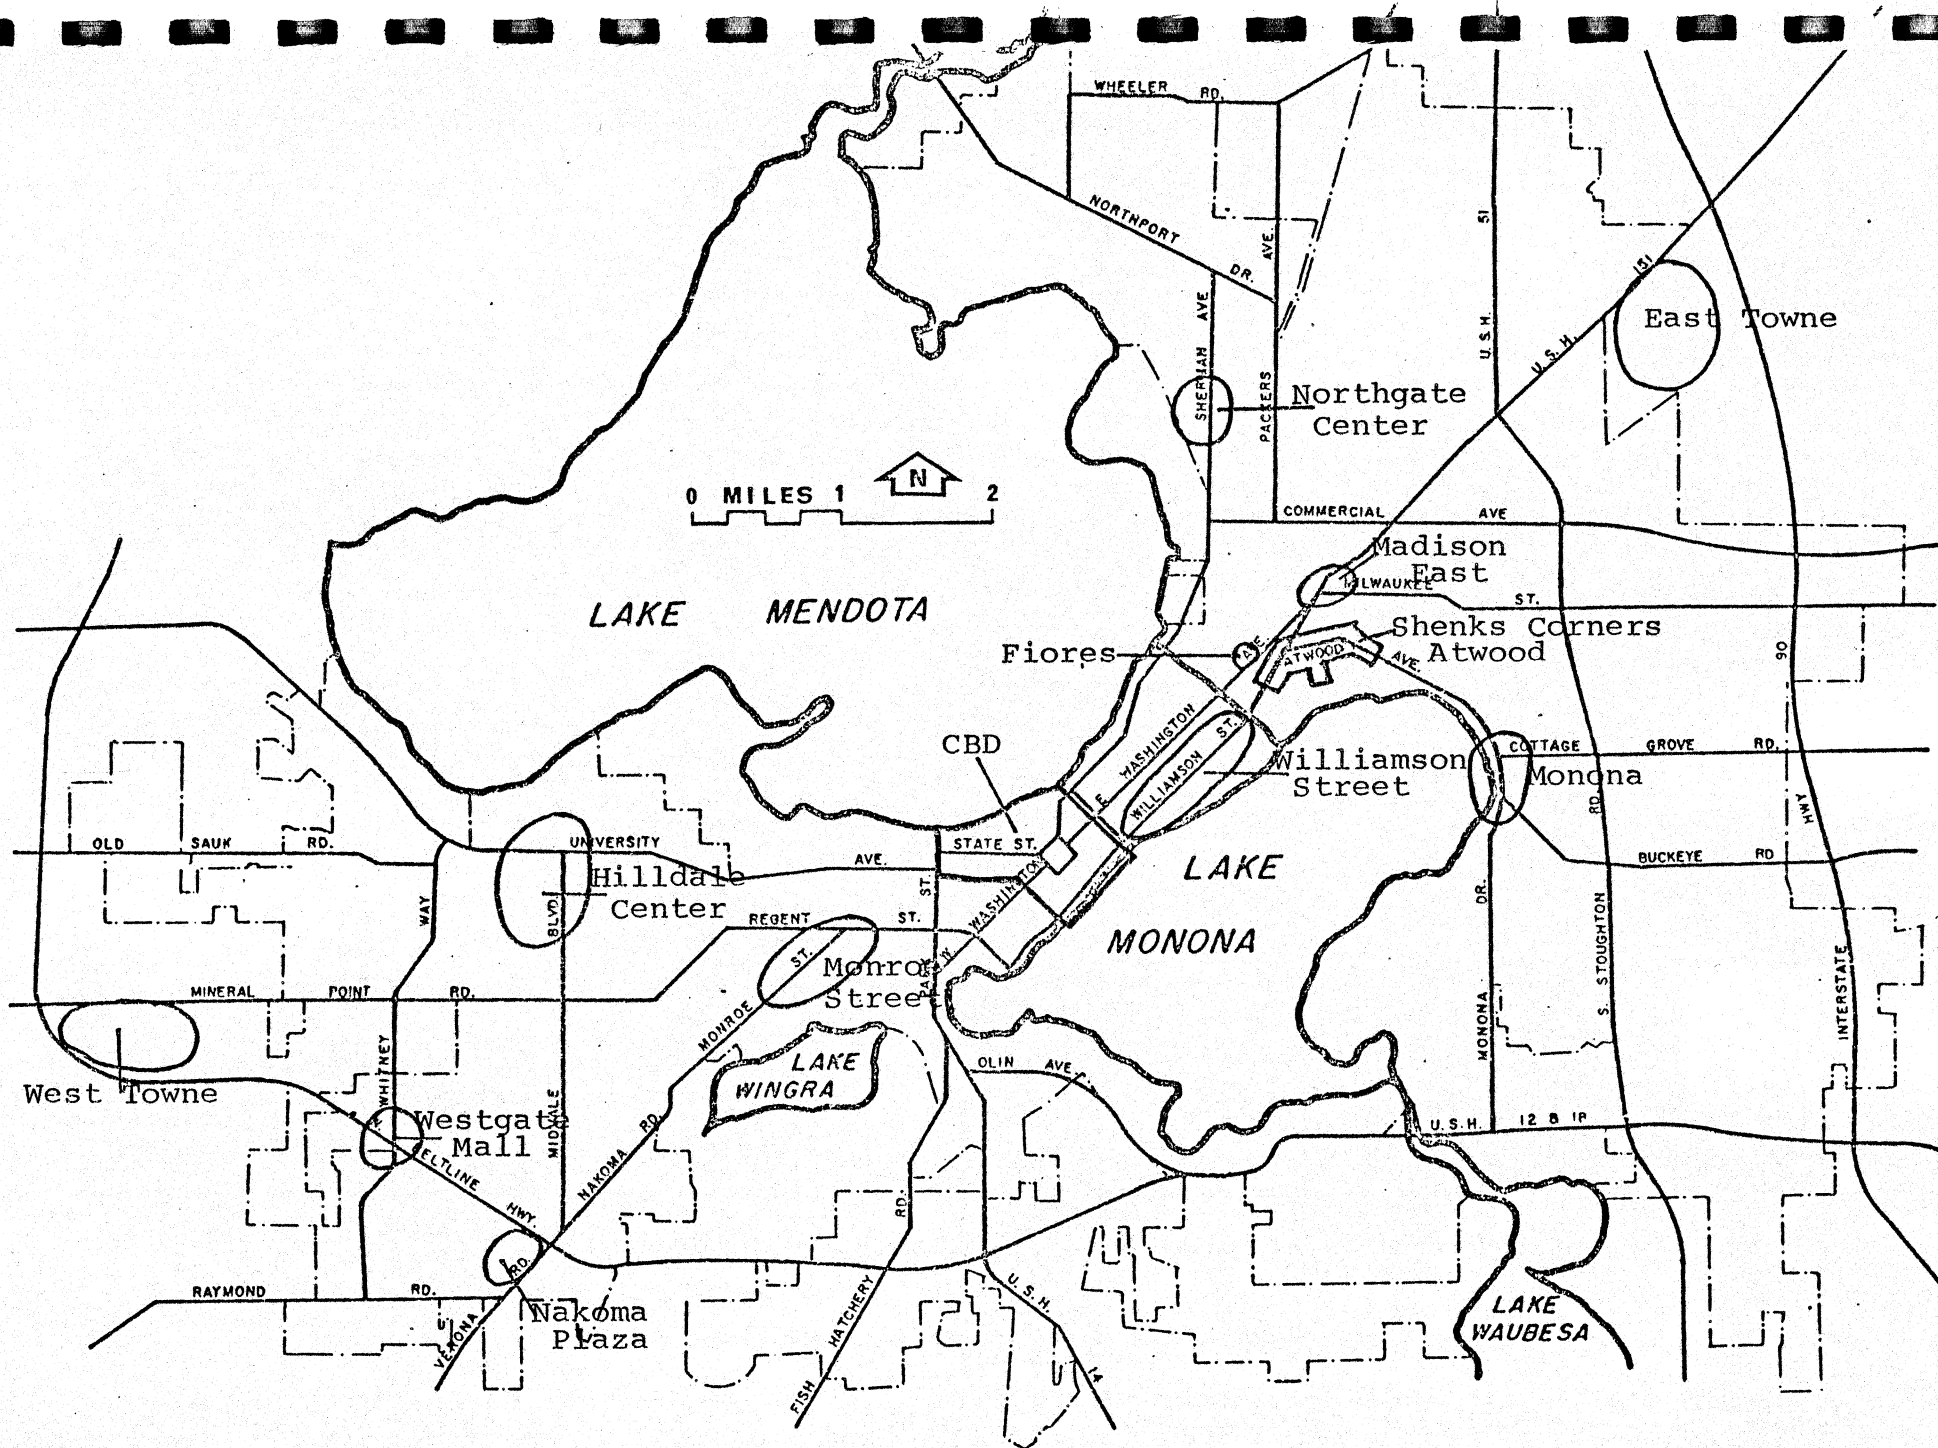 WHEELER RD.
NORTHPORT DR.
SHERMAN AVE
PACKERS AVE.
U.S.H. 51
U.S.H. 151
East Towne
Northgate
Center
N
0 MILES 1 2
COMMERCIAL AVE
Madison
East
MILWAUKEE ST.
LAKE MENDOTA
Shenks Corners
Atwood
Fiores
ATWOOD AVE.
90
E. WASHINGTON AVE.
WILLIAMSON ST.
CBD
Williamson
Street
COTTAGE GROVE RD.
Monona
HWY
RD.
OLD SAUK RD.
UNIVERSITY AVE.
STATE ST.
LAKE
MONONA
BUCKEYE RD
Hilldale
Center
W. WASHINGTON
REGENT ST.
Monroe
Street
PARK ST.
WAY
BLVD.
MONONA DR.
S. STOUGHTON
INTERSTATE
MINERAL POINT RD.
MONROE ST.
LAKE
WINGRA
OLIN AVE.
West Towne
WHITNEY
MIDVALE
Westgate
Mall
BELTLINE HWY.
NAKOMA RD.
U.S.H. 12 & 18
RAYMOND RD.
VERONA RD.
Nakoma
Plaza
FISH HATCHERY RD.
U.S.H. 14
LAKE
WAUBESA